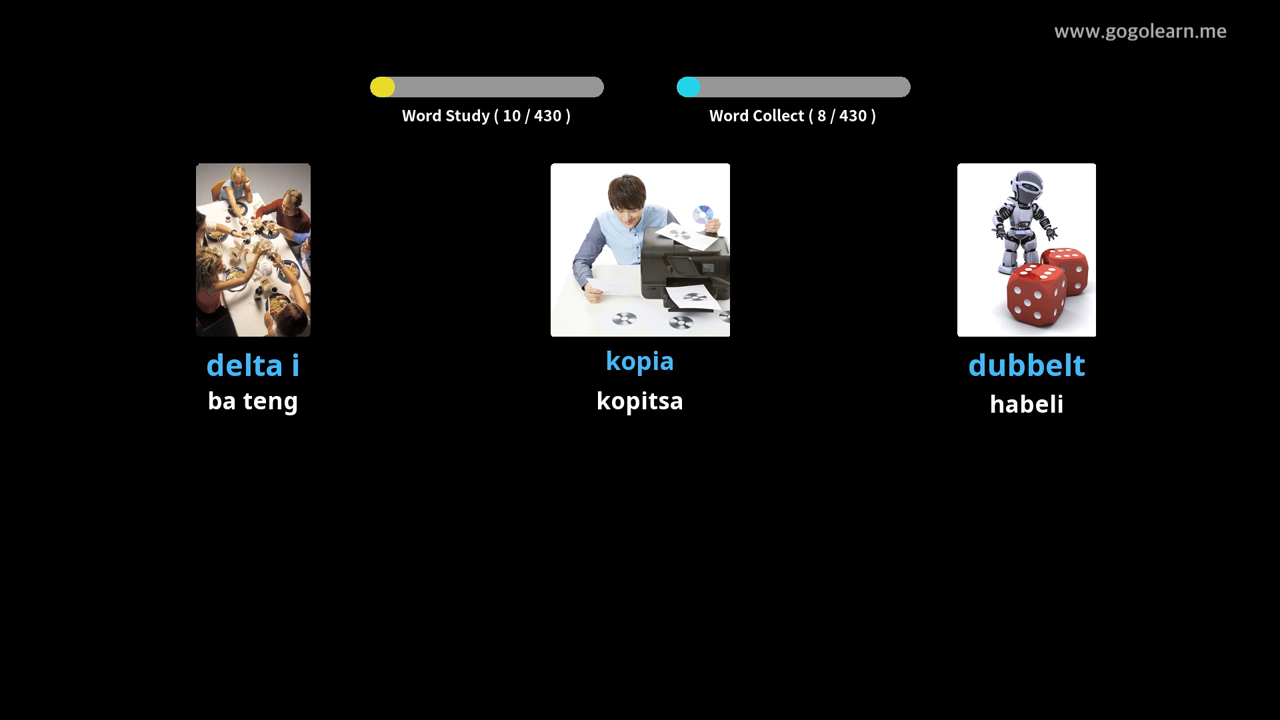 www.gogolearn.me
Word Study ( 10 / 430 )
Word Collect ( 8 / 430 )
delta i
ba teng
kopia
kopitsa
dubbelt
habeli